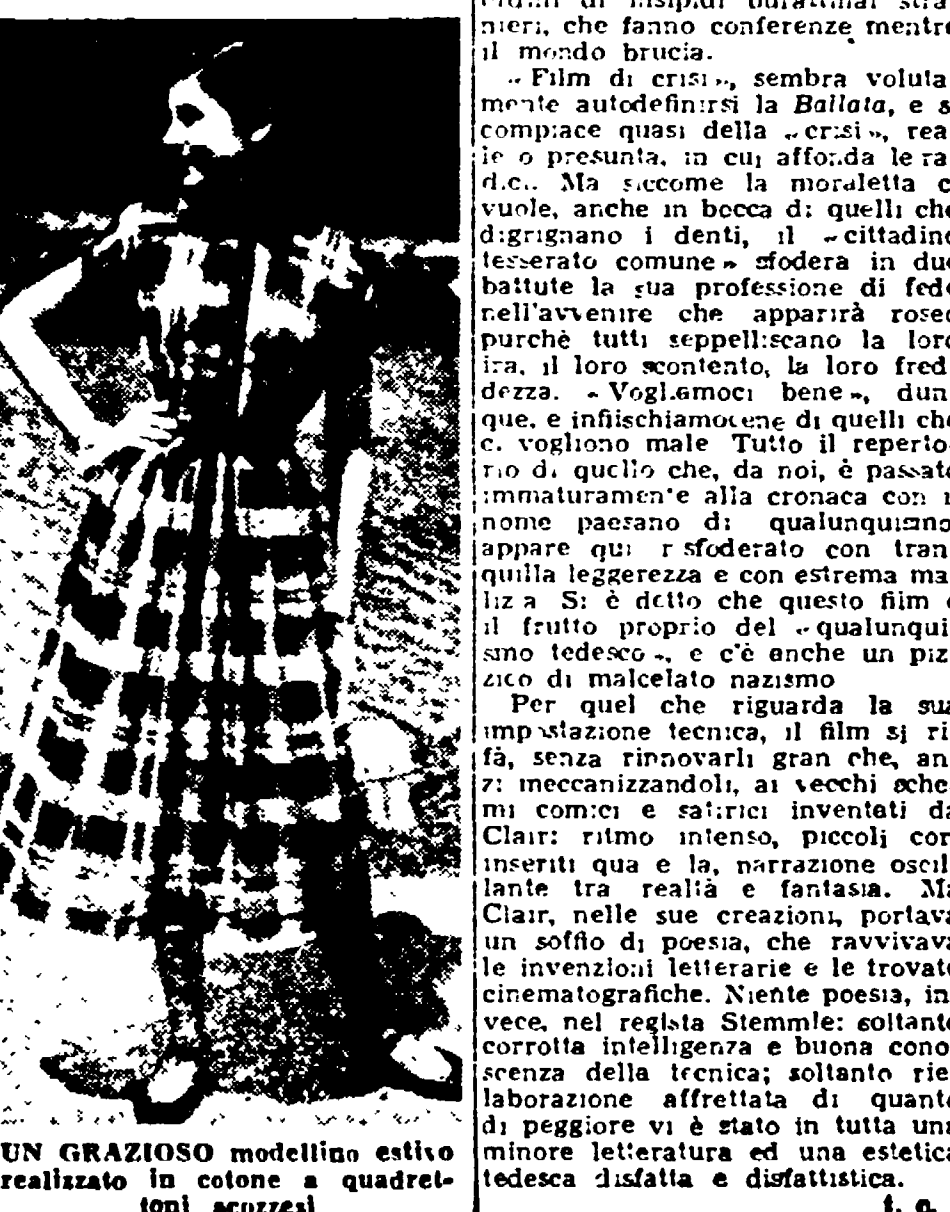 UN GRAZIOSO modellino estivo
realizzato in cotone a quadret-
toni scozzesi
nieri, che fanno conferenze mentre
il mondo brucia.
« Film di crisi », sembra voluta-
mente autodefinirsi la Ballata, e s
compiace quasi della « crisi », rea-
le o presunta, in cui affonda le ra-
dici. Ma siccome la moraletta c
vuole, anche in bocca di quelli che
digrignano i denti, il « cittadino
tesserato comune » sfodera in due
battute la sua professione di fede
nell'avvenire che apparirà roseo
purchè tutti seppelliscano la loro
ira, il loro scontento, la loro fred-
dezza. « Vogliamoci bene », dun-
que, e infiischiamocene di quelli che
ci vogliono male Tutto il reperto-
rio di quello che, da noi, è passato
immaturamente alla cronaca con il
nome paesano di qualunquismo,
appare qui risfoderato con tran-
quilla leggerezza e con estrema ma-
lizia Si è detto che questo film è
il frutto proprio del « qualunqui-
smo tedesco », e c'è anche un piz-
zico di malcelato nazismo
Per quel che riguarda la sua
impostazione tecnica, il film si ri-
fà, senza rinnovarli gran che, an-
zi meccanizzandoli, ai vecchi sche-
mi comici e satirici inventati da
Clair: ritmo intenso, piccoli cori
inseriti qua e la, narrazione oscil-
lante tra realtà e fantasia. Ma
Clair, nelle sue creazioni, portava
un soffio di poesia, che ravvivava
le invenzioni letterarie e le trovate
cinematografiche. Niente poesia, in-
vece, nel regista Stemmle: soltanto
corrotta intelligenza e buona cono-
scenza della tecnica; soltanto rie-
laborazione affrettata di quanto
di peggiore vi è stato in tutta una
minore letteratura ed una estetica
tedesca disfatta e disfattistica.